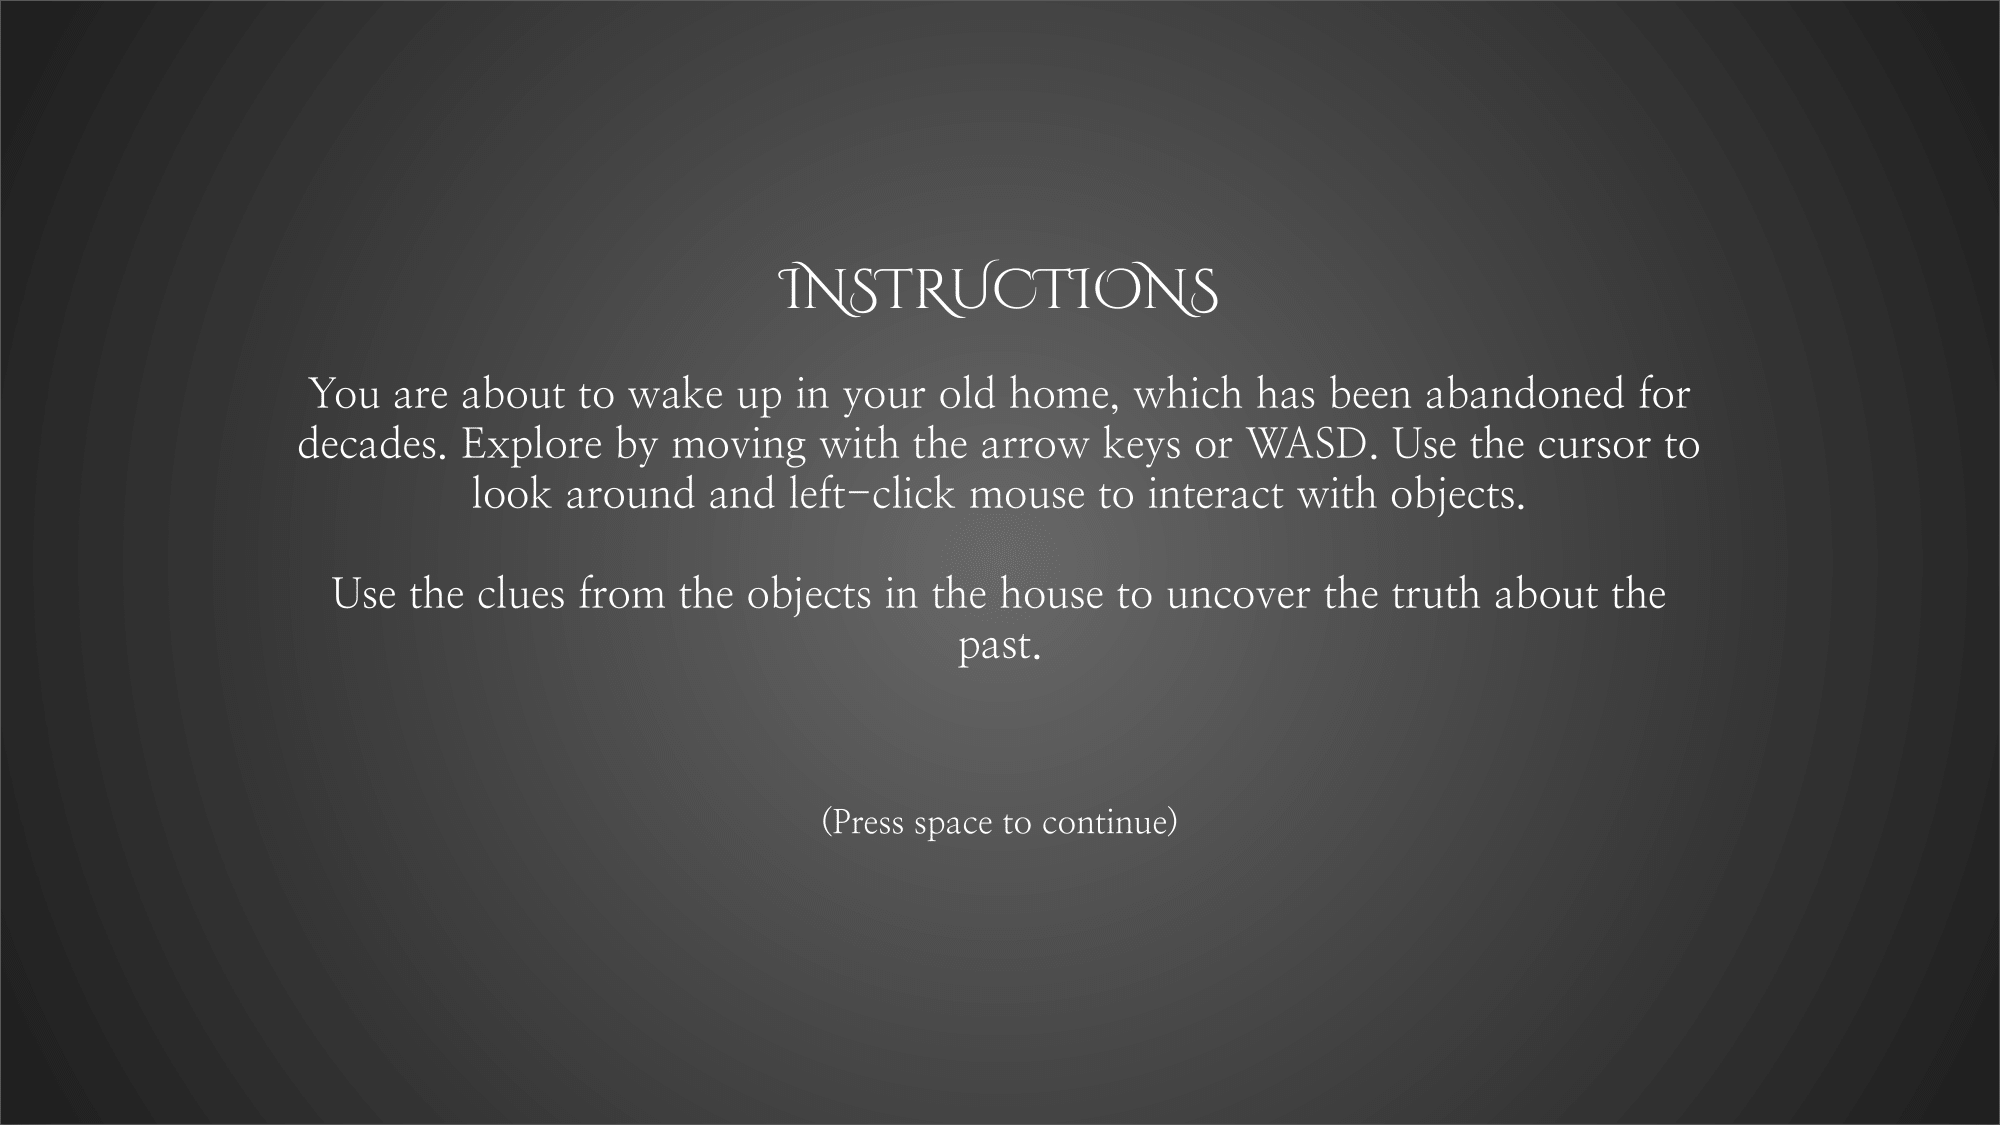 INSTRUCTIONS
You are about to wake up in your old home, which has been abandoned for
decades. Explore by moving with the arrow keys or WASD. Use the cursor to
look around and left-click mouse to interact with objects.
Use the clues from the objects in the house to uncover the truth about the
past.
(Press space to continue)